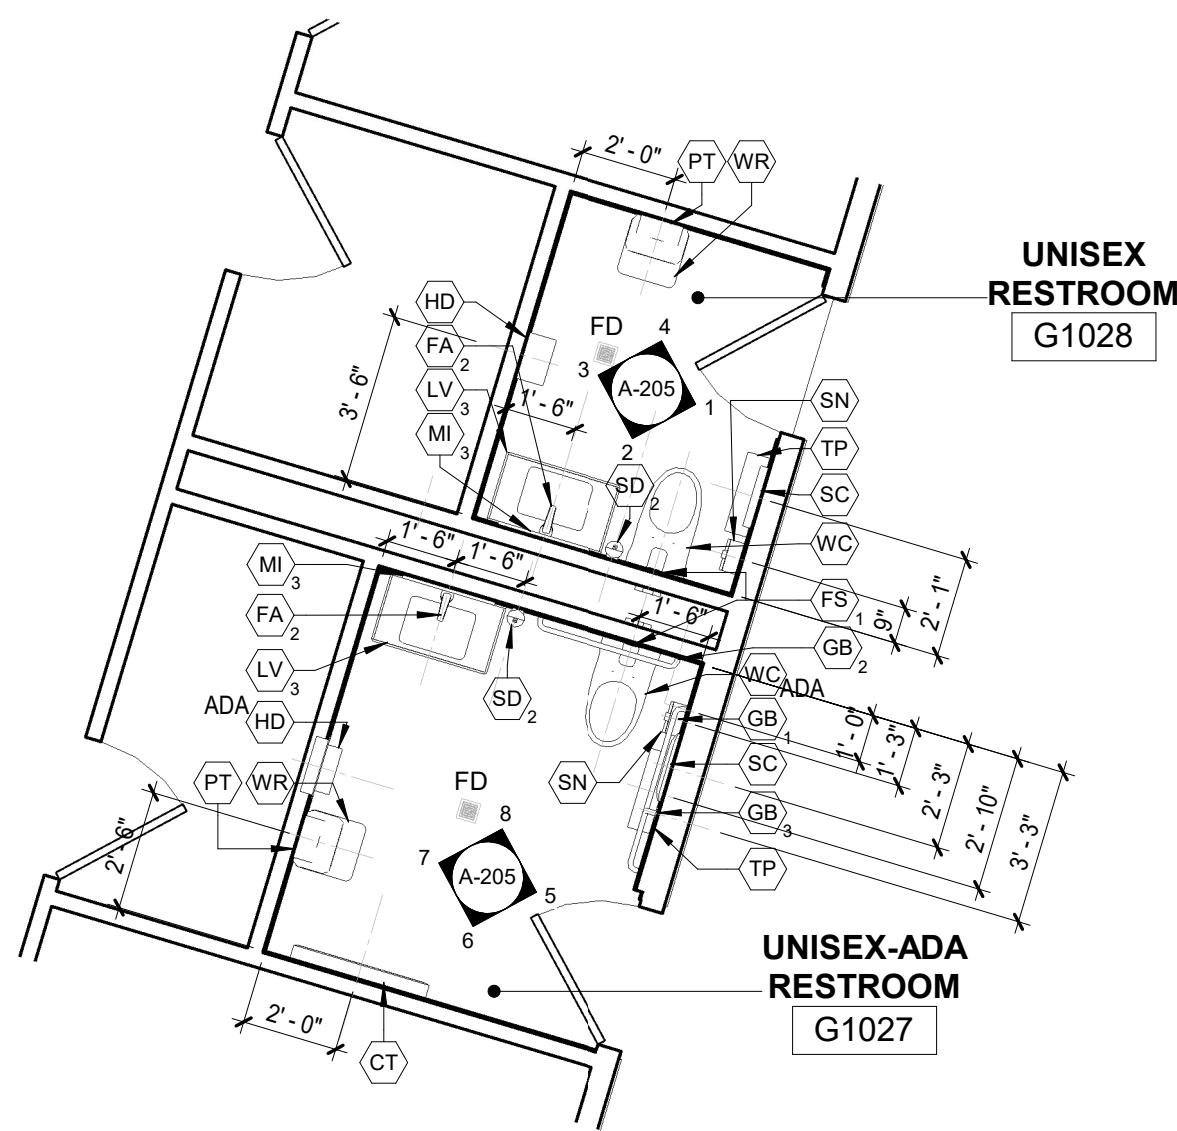 2' - 0"
PT
WR
UNISEX
RESTROOM
G1028
HD
FD
4
FA
2
3
A-205
1
2
LV
3
1' - 6"
3' - 6"
MI
3
SN
TP
SD
2
SC
WC
1' - 6"
1' - 6"
MI
3
FA
2
FS
1
1' - 6"
9"
2' - 1"
GB
2
LV
3
SD
2
WC
ADA
ADA
HD
GB
1
1' - 0"
1' - 3"
2' - 3"
2' - 10"
3' - 3"
PT
WR
FD
SN
SC
GB
3
2' - 6"
8
7
A-205
5
6
TP
UNISEX-ADA
RESTROOM
G1027
2' - 0"
CT